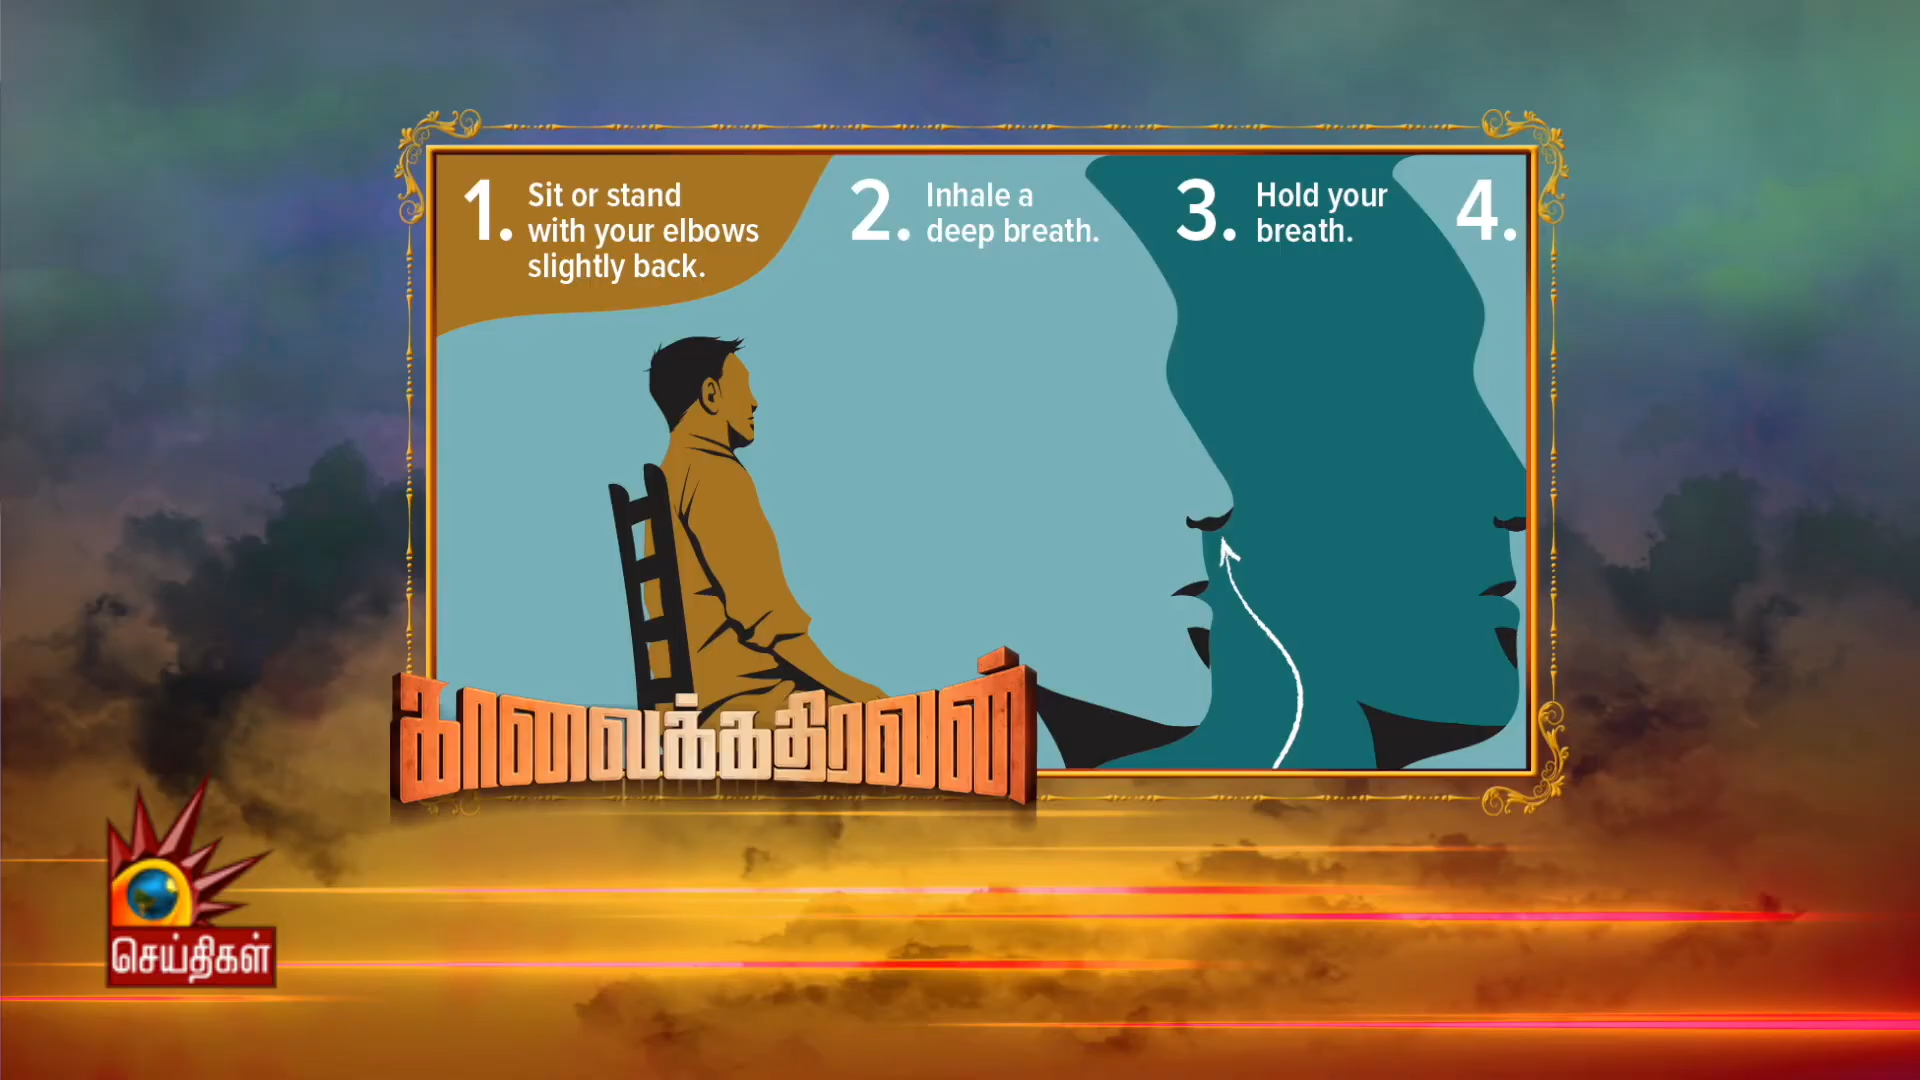 1. Sit or stand
with your elbows
slightly back.
2. Inhale a
deep breath.
3. Hold your
breath.
4.
காலைக்கதிரவன்
செய்திகள்